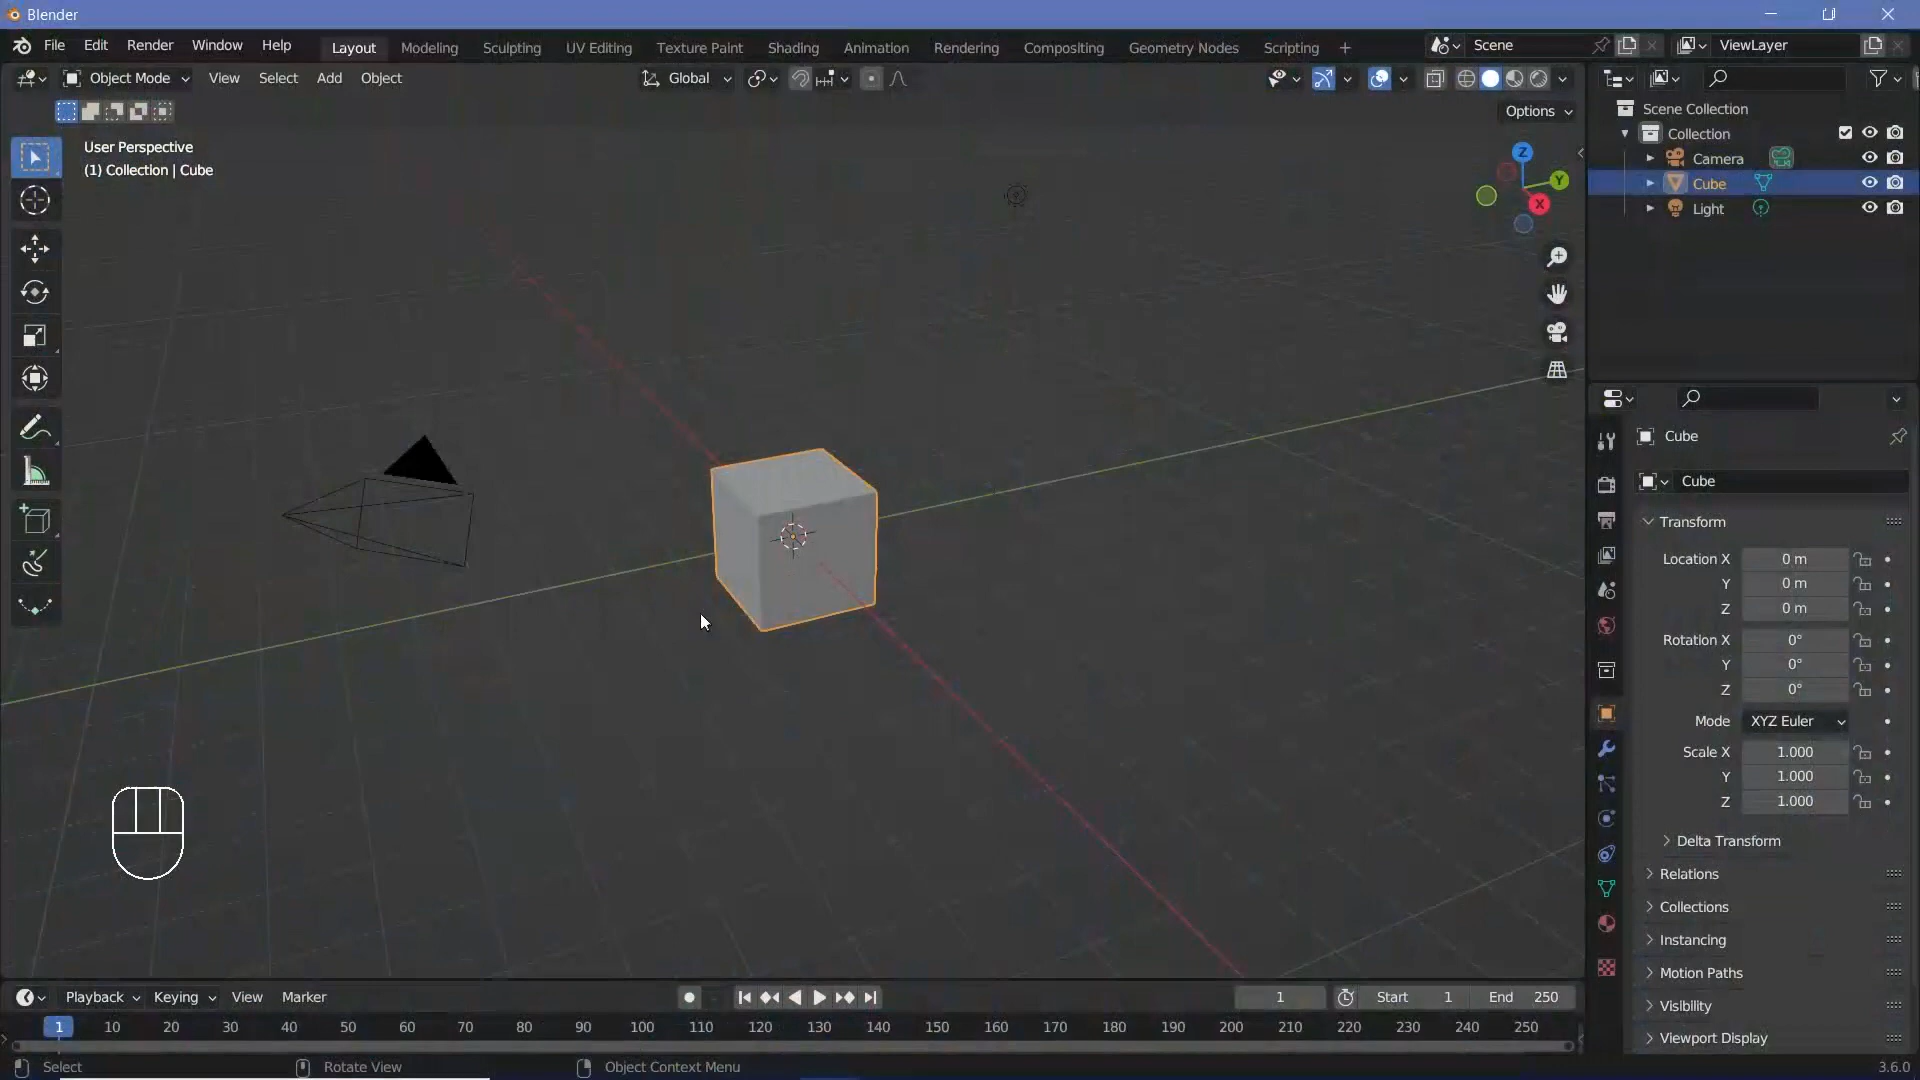 Blender
File Edit Render Window Help Layout Modeling Sculpting UV Editing Texture Paint Shading Animation Rendering Compositing Geometry Nodes Scripting + Scene ViewLayer
Object Mode View Select Add Object Global
Options
User Perspective
(1) Collection | Cube
Z
Y
X
Scene Collection
Collection
Camera
Cube
Light
Cube
Cube
Transform
Location X 0 m
Y 0 m
Z 0 m
Rotation X 0°
Y 0°
Z 0°
Mode XYZ Euler
Scale X 1.000
Y 1.000
Z 1.000
Delta Transform
Relations
Collections
Instancing
Motion Paths
Visibility
Viewport Display
Playback Keying View Marker 1 Start 1 End 250
1 10 20 30 40 50 60 70 80 90 100 110 120 130 140 150 160 170 180 190 200 210 220 230 240 250
Select Rotate View Object Context Menu 3.6.0